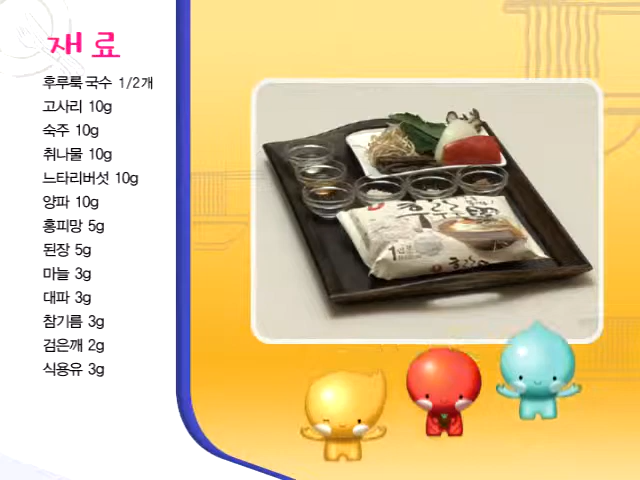 재료
후루룩 국수 1/2개
고사리 10g
숙주 10g
취나물 10g
느타리버섯 10g
양파 10g
홍피망 5g
된장 5g
마늘 3g
대파 3g
참기름 3g
검은깨 2g
식용유 3g